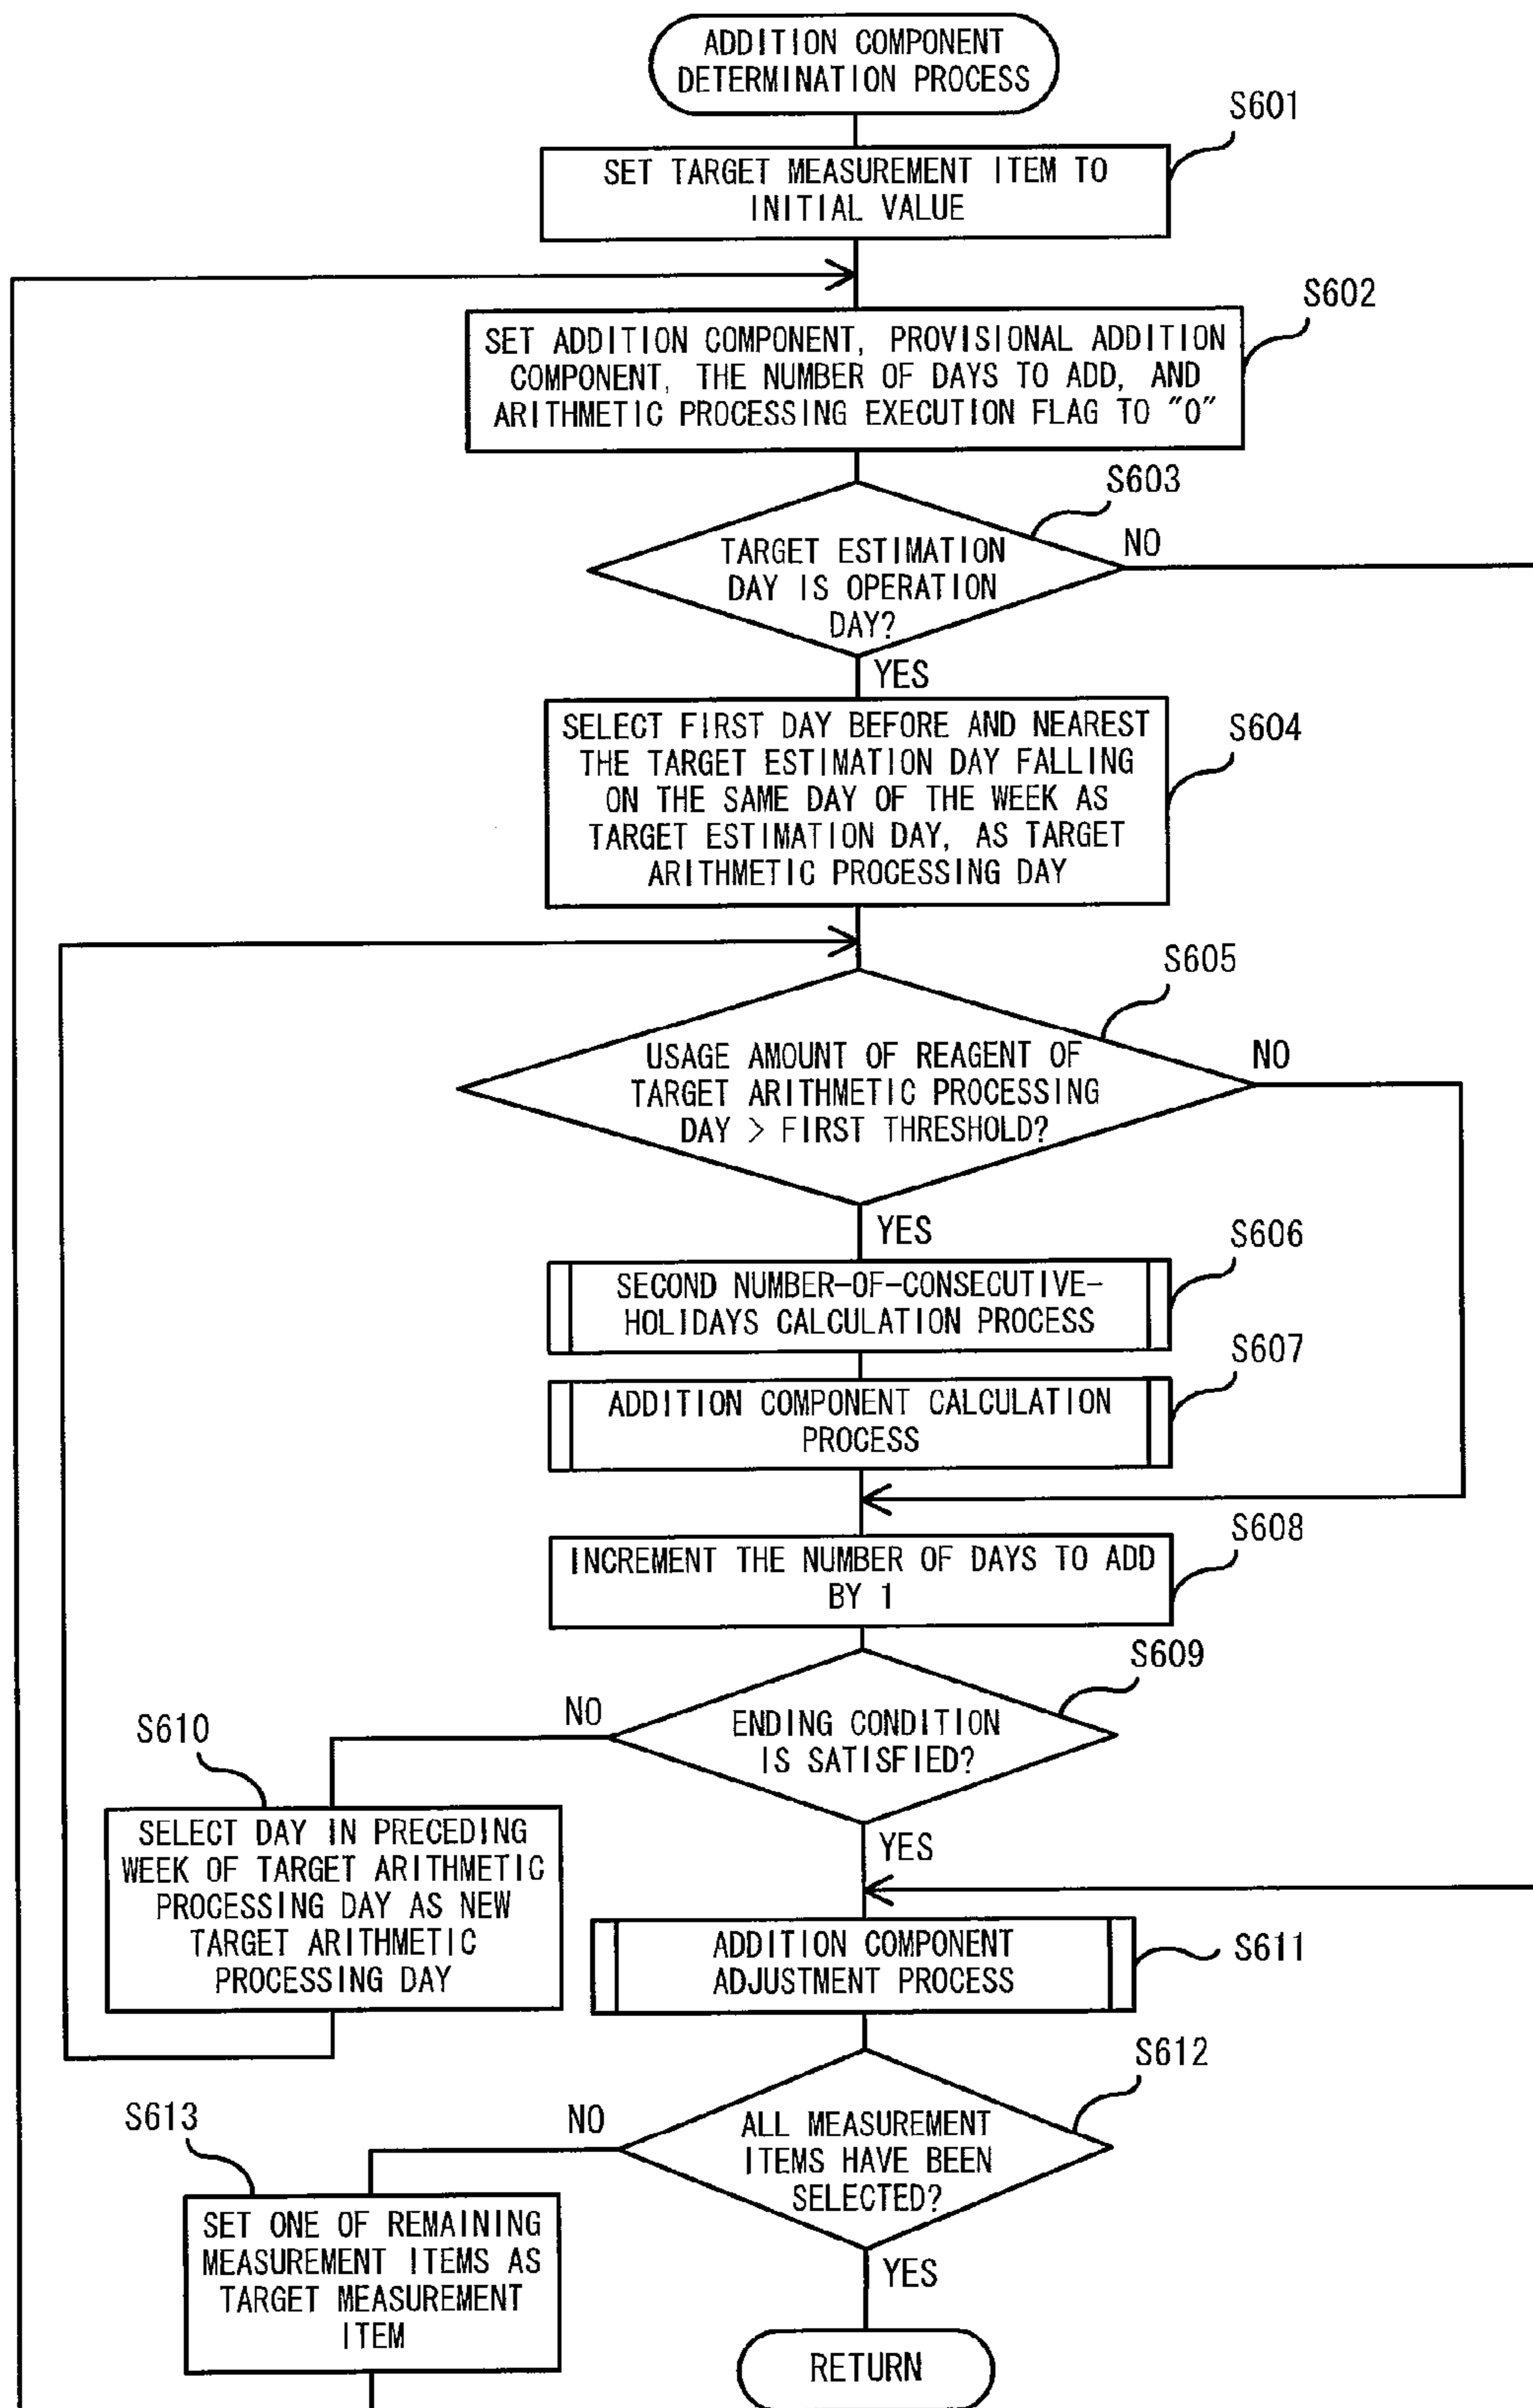 ADDITION COMPONENT
DETERMINATION PROCESS
S601
SET TARGET MEASUREMENT ITEM TO
INITIAL VALUE
S602
SET ADDITION COMPONENT, PROVISIONAL ADDITION
COMPONENT, THE NUMBER OF DAYS TO ADD, AND
ARITHMETIC PROCESSING EXECUTION FLAG TO "0"
S603
TARGET ESTIMATION
DAY IS OPERATION
DAY?
NO
YES
SELECT FIRST DAY BEFORE AND NEAREST
THE TARGET ESTIMATION DAY FALLING
ON THE SAME DAY OF THE WEEK AS
TARGET ESTIMATION DAY, AS TARGET
ARITHMETIC PROCESSING DAY
S604
S605
USAGE AMOUNT OF REAGENT OF
TARGET ARITHMETIC PROCESSING
DAY > FIRST THRESHOLD?
NO
YES
S606
SECOND NUMBER-OF-CONSECUTIVE-
HOLIDAYS CALCULATION PROCESS
S607
ADDITION COMPONENT CALCULATION
PROCESS
S608
INCREMENT THE NUMBER OF DAYS TO ADD
BY 1
S609
ENDING CONDITION
IS SATISFIED?
NO
S610
SELECT DAY IN PRECEDING
WEEK OF TARGET ARITHMETIC
PROCESSING DAY AS NEW
TARGET ARITHMETIC
PROCESSING DAY
YES
ADDITION COMPONENT
ADJUSTMENT PROCESS
S611
S612
ALL MEASUREMENT
ITEMS HAVE BEEN
SELECTED?
NO
S613
SET ONE OF REMAINING
MEASUREMENT ITEMS AS
TARGET MEASUREMENT
ITEM
YES
RETURN